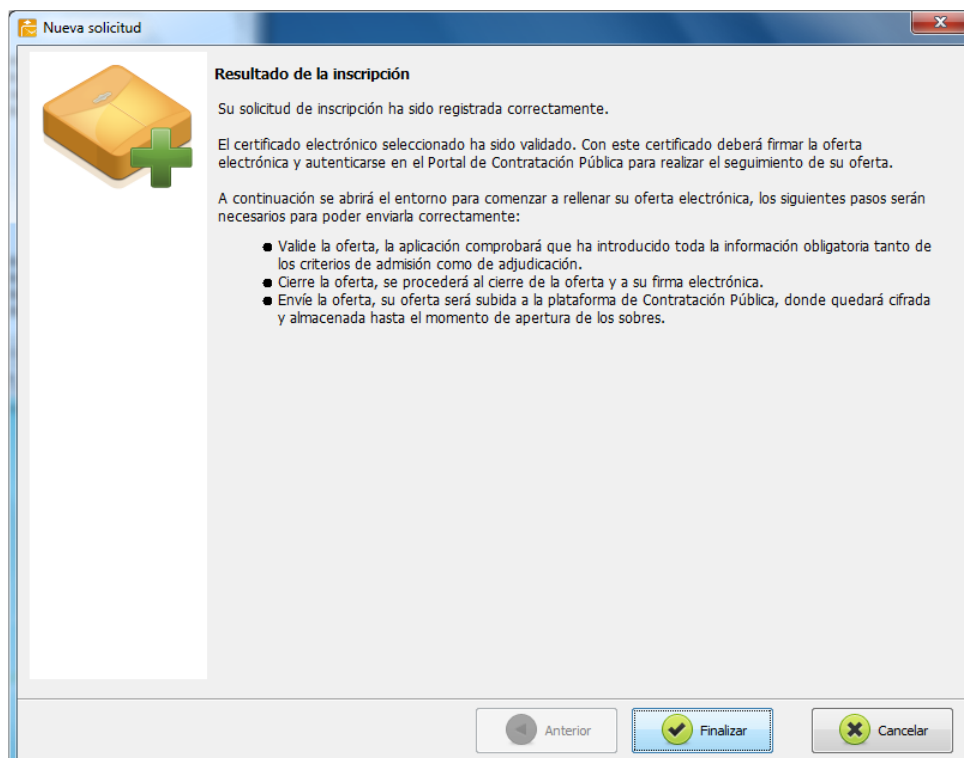 Nueva solicitud
x
Resultado de la inscripción
Su solicitud de inscripción ha sido registrada correctamente.
El certificado electrónico seleccionado ha sido validado. Con este certificado deberá firmar la oferta
electrónica y autenticarse en el Portal de Contratación Pública para realizar el seguimiento de su oferta.
A continuación se abrirá el entorno para comenzar a rellenar su oferta electrónica, los siguientes pasos serán
necesarios para poder enviarla correctamente:
● Valide la oferta, la aplicación comprobará que ha introducido toda la información obligatoria tanto de
los criterios de admisión como de adjudicación.
● Cierre la oferta, se procederá al cierre de la oferta y a su firma electrónica.
● Envíe la oferta, su oferta será subida a la plataforma de Contratación Pública, donde quedará cifrada
y almacenada hasta el momento de apertura de los sobres.
Anterior
Finalizar
Cancelar